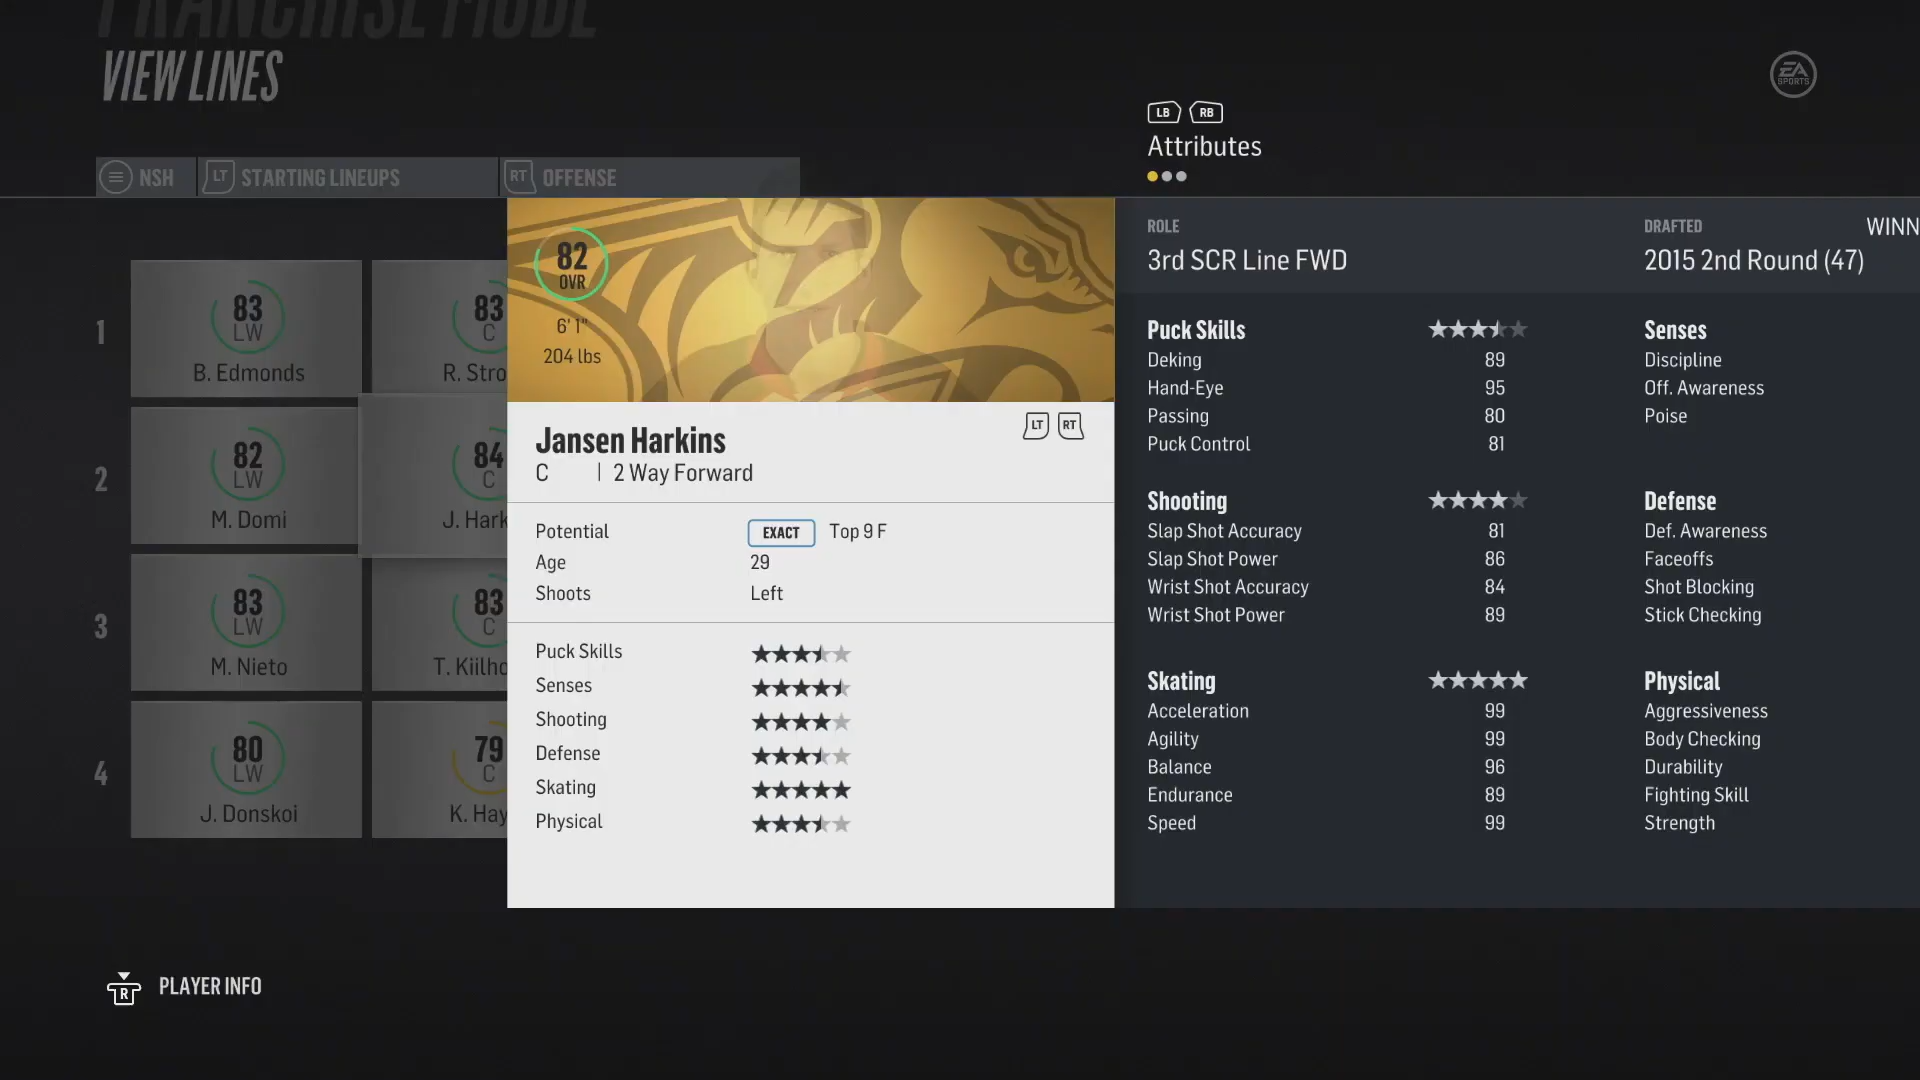 FRANCHISE MODE
VIEW LINES
EA
SPORTS
LB RB
Attributes
NSH
LT STARTING LINEUPS
RT OFFENSE
82
OVR
6' 1"
204 lbs
Jansen Harkins
LT RT
C | 2 Way Forward
Potential EXACT Top 9 F
Age 29
Shoots Left
Puck Skills
Senses
Shooting
Defense
Skating
Physical
1
83
LW
B. Edmonds
83
C
R. Stro
2
82
LW
M. Domi
84
C
J. Hark
3
83
LW
M. Nieto
83
C
T. Kiilho
4
80
LW
J. Donskoi
79
C
K. Hay
ROLE
3rd SCR Line FWD
DRAFTED
2015 2nd Round (47)
WINN
Puck Skills
Deking 89
Hand-Eye 95
Passing 80
Puck Control 81
Senses
Discipline
Off. Awareness
Poise
Shooting
Slap Shot Accuracy 81
Slap Shot Power 86
Wrist Shot Accuracy 84
Wrist Shot Power 89
Defense
Def. Awareness
Faceoffs
Shot Blocking
Stick Checking
Skating
Acceleration 99
Agility 99
Balance 96
Endurance 89
Speed 99
Physical
Aggressiveness
Body Checking
Durability
Fighting Skill
Strength
R PLAYER INFO